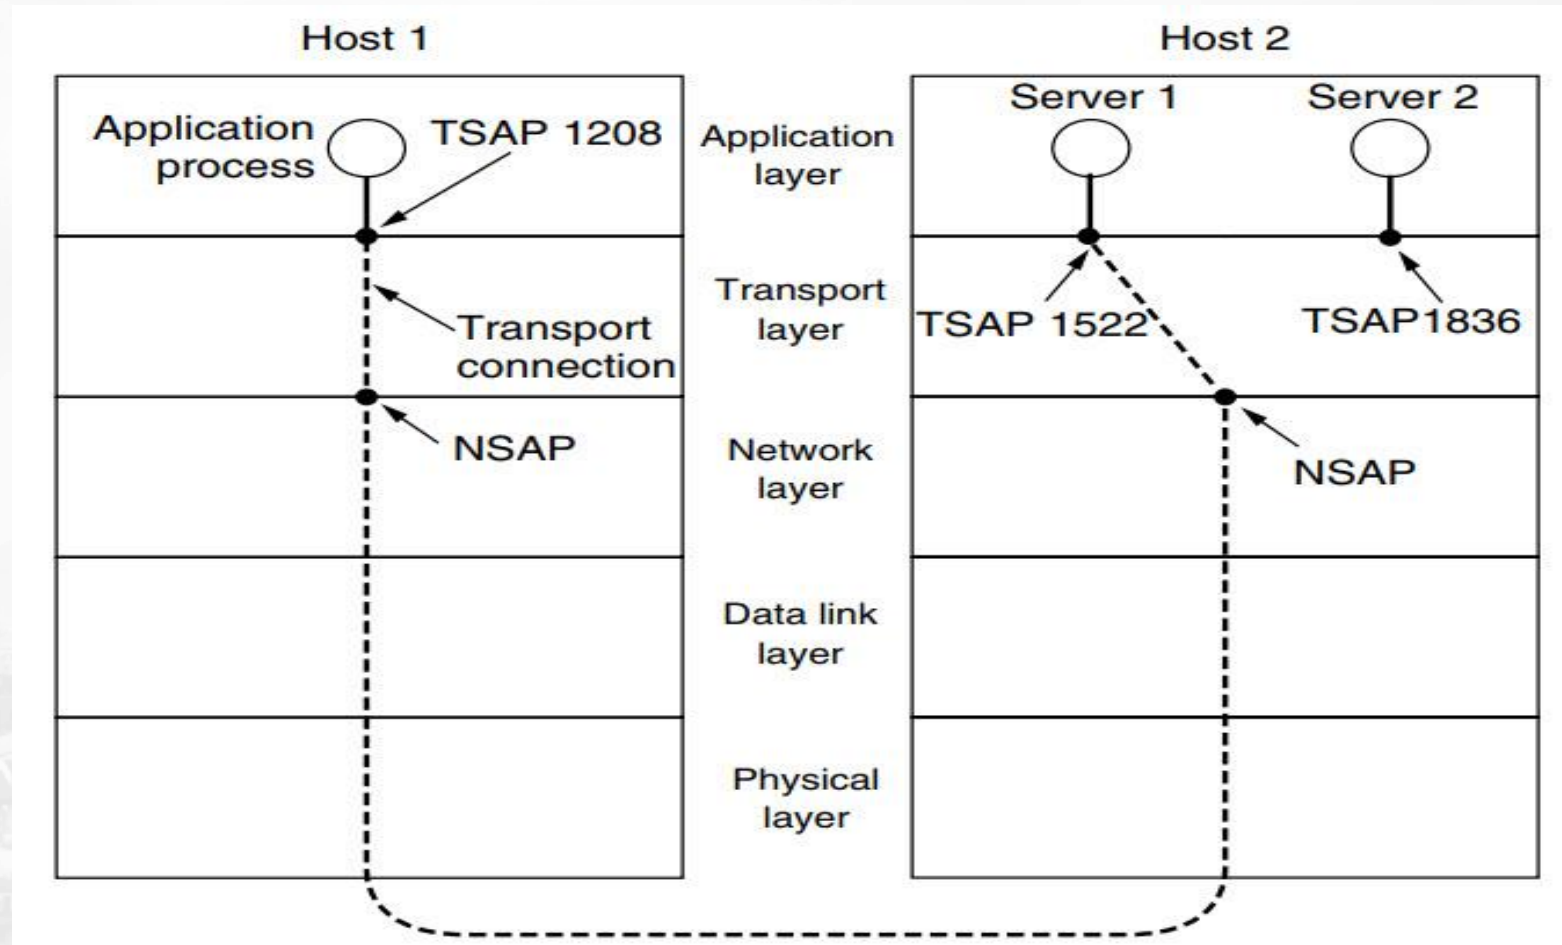 Host 1
Host 2
Application
process
TSAP 1208
Application
layer
Server 1
Server 2
Transport
connection
Transport
layer
TSAP 1522
TSAP1836
NSAP
Network
layer
NSAP
Data link
layer
Physical
layer